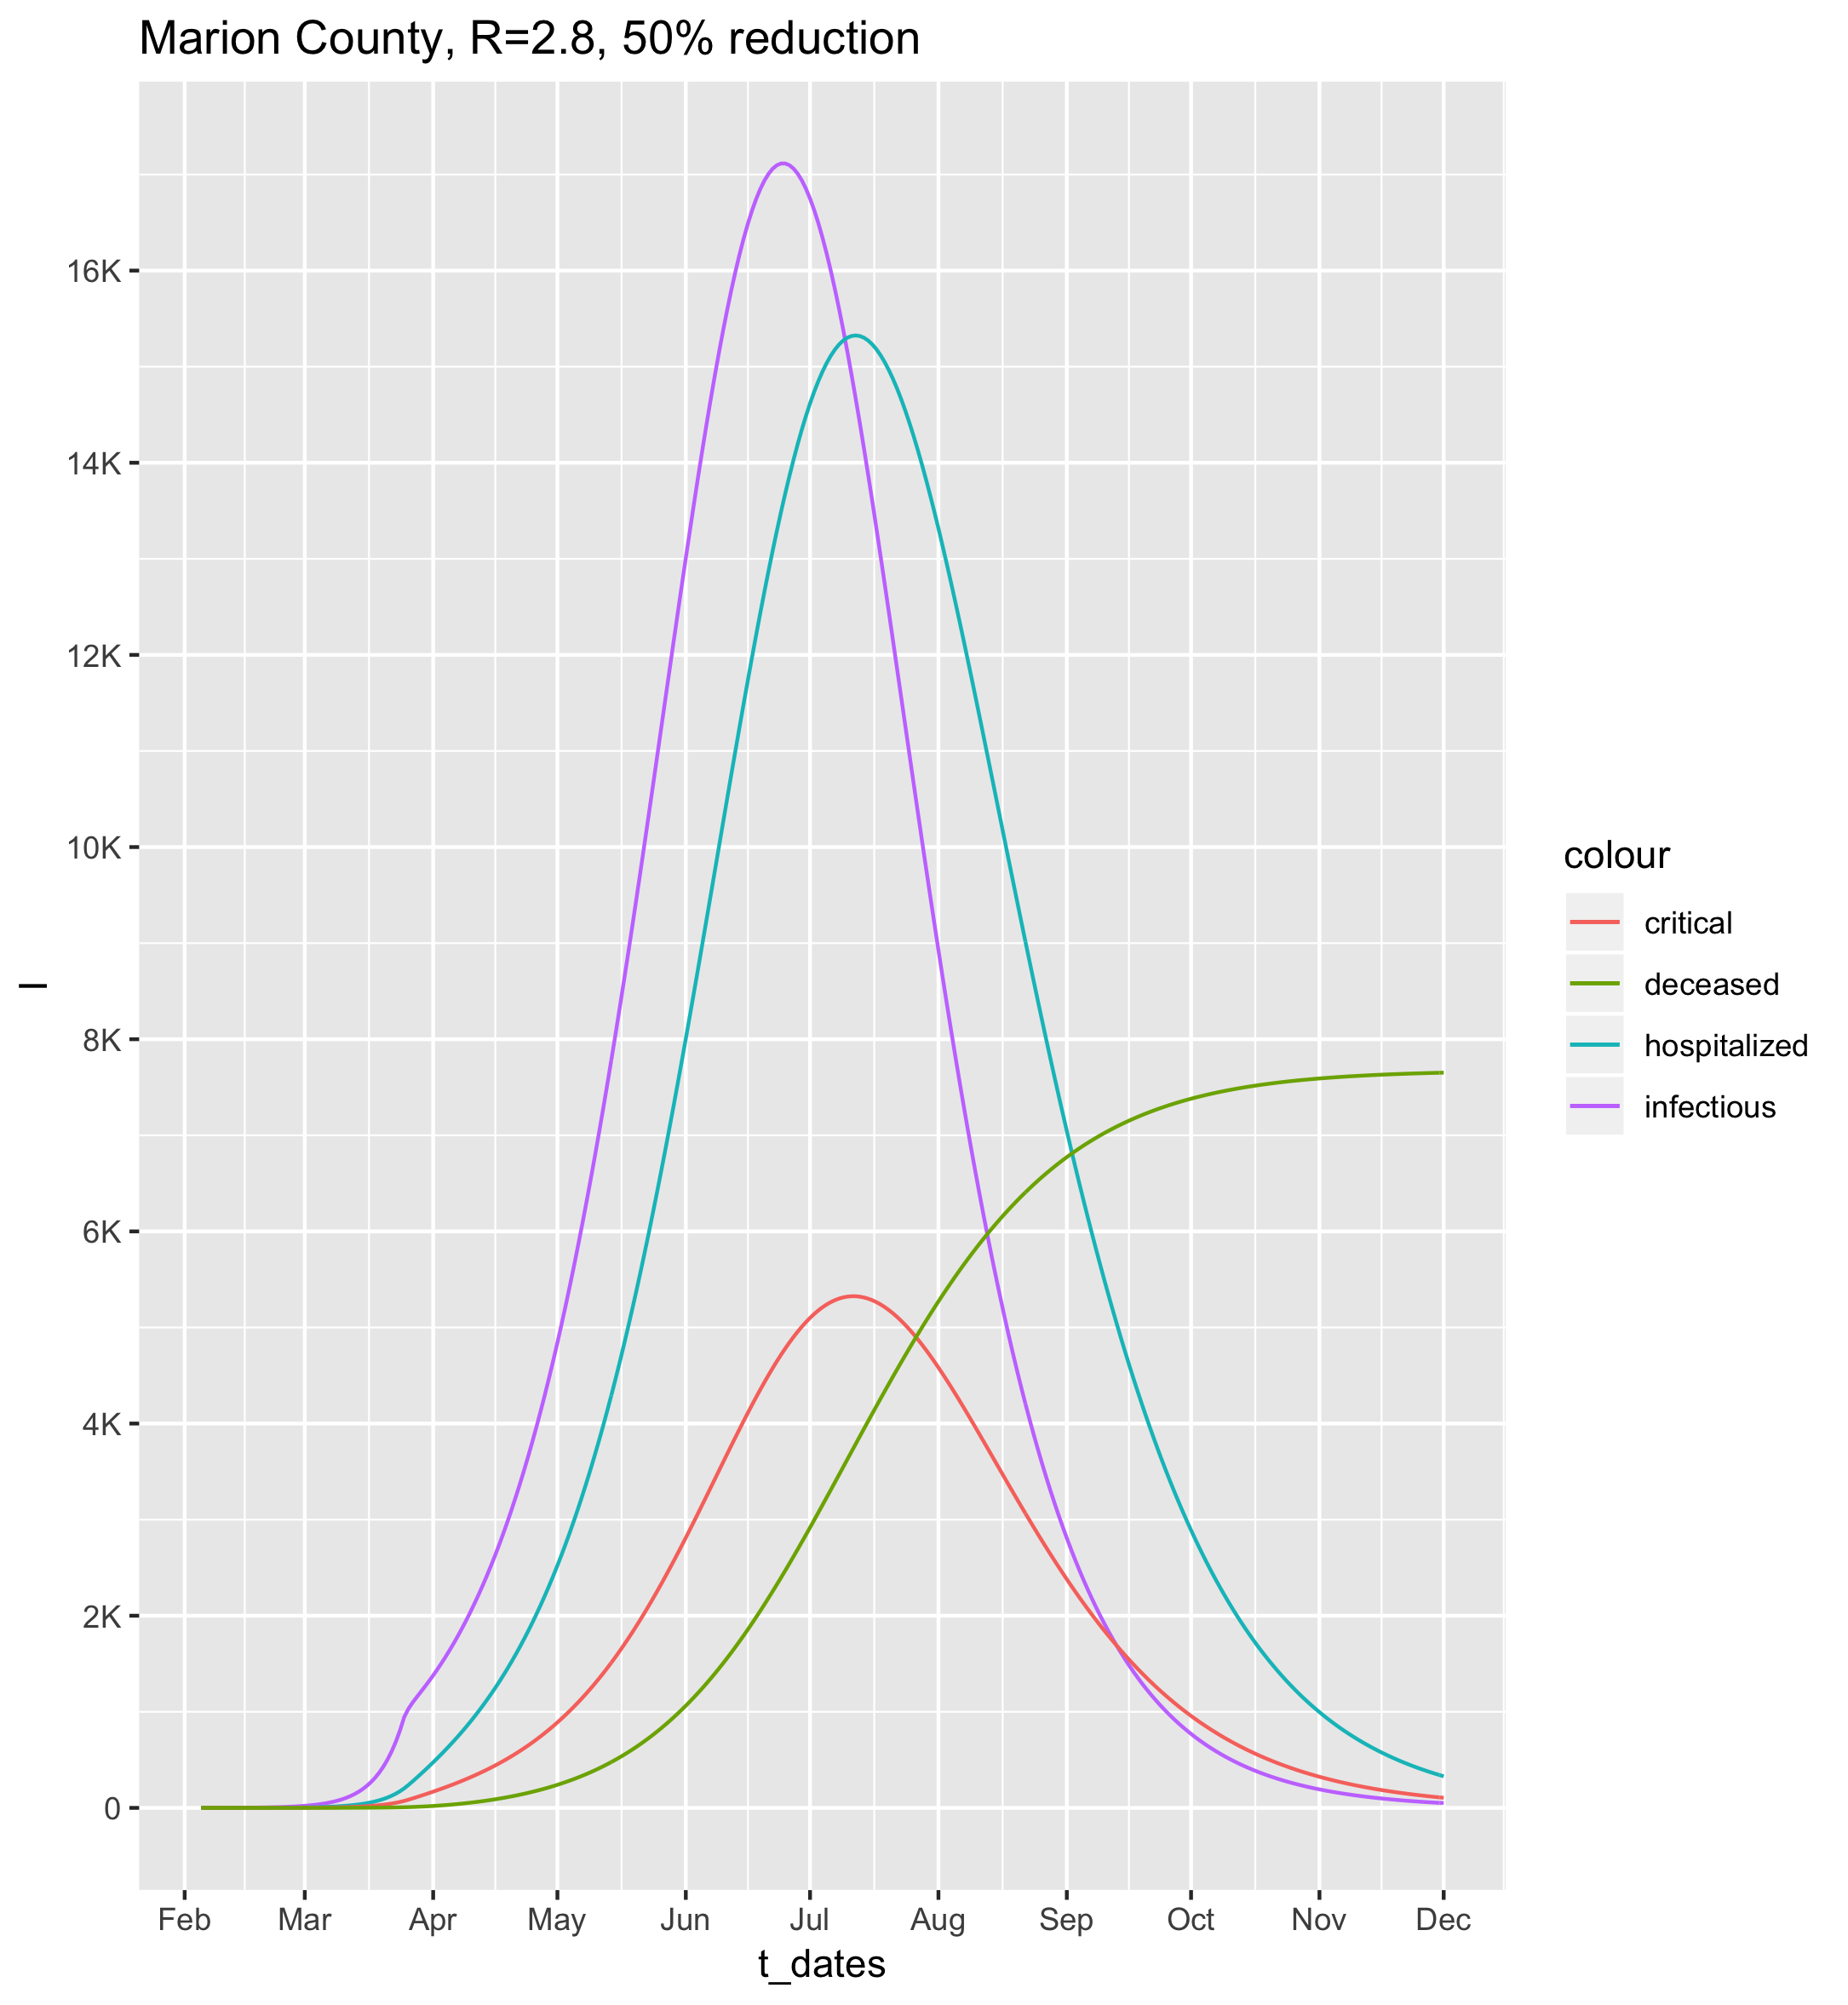 Marion County, R=2.8, 50% reduction
I
16K
14K
12K
10K
8K
6K
4K
2K
0
Feb Mar Apr May Jun Jul Aug Sep Oct Nov Dec
t_dates
colour
critical
deceased
hospitalized
infectious